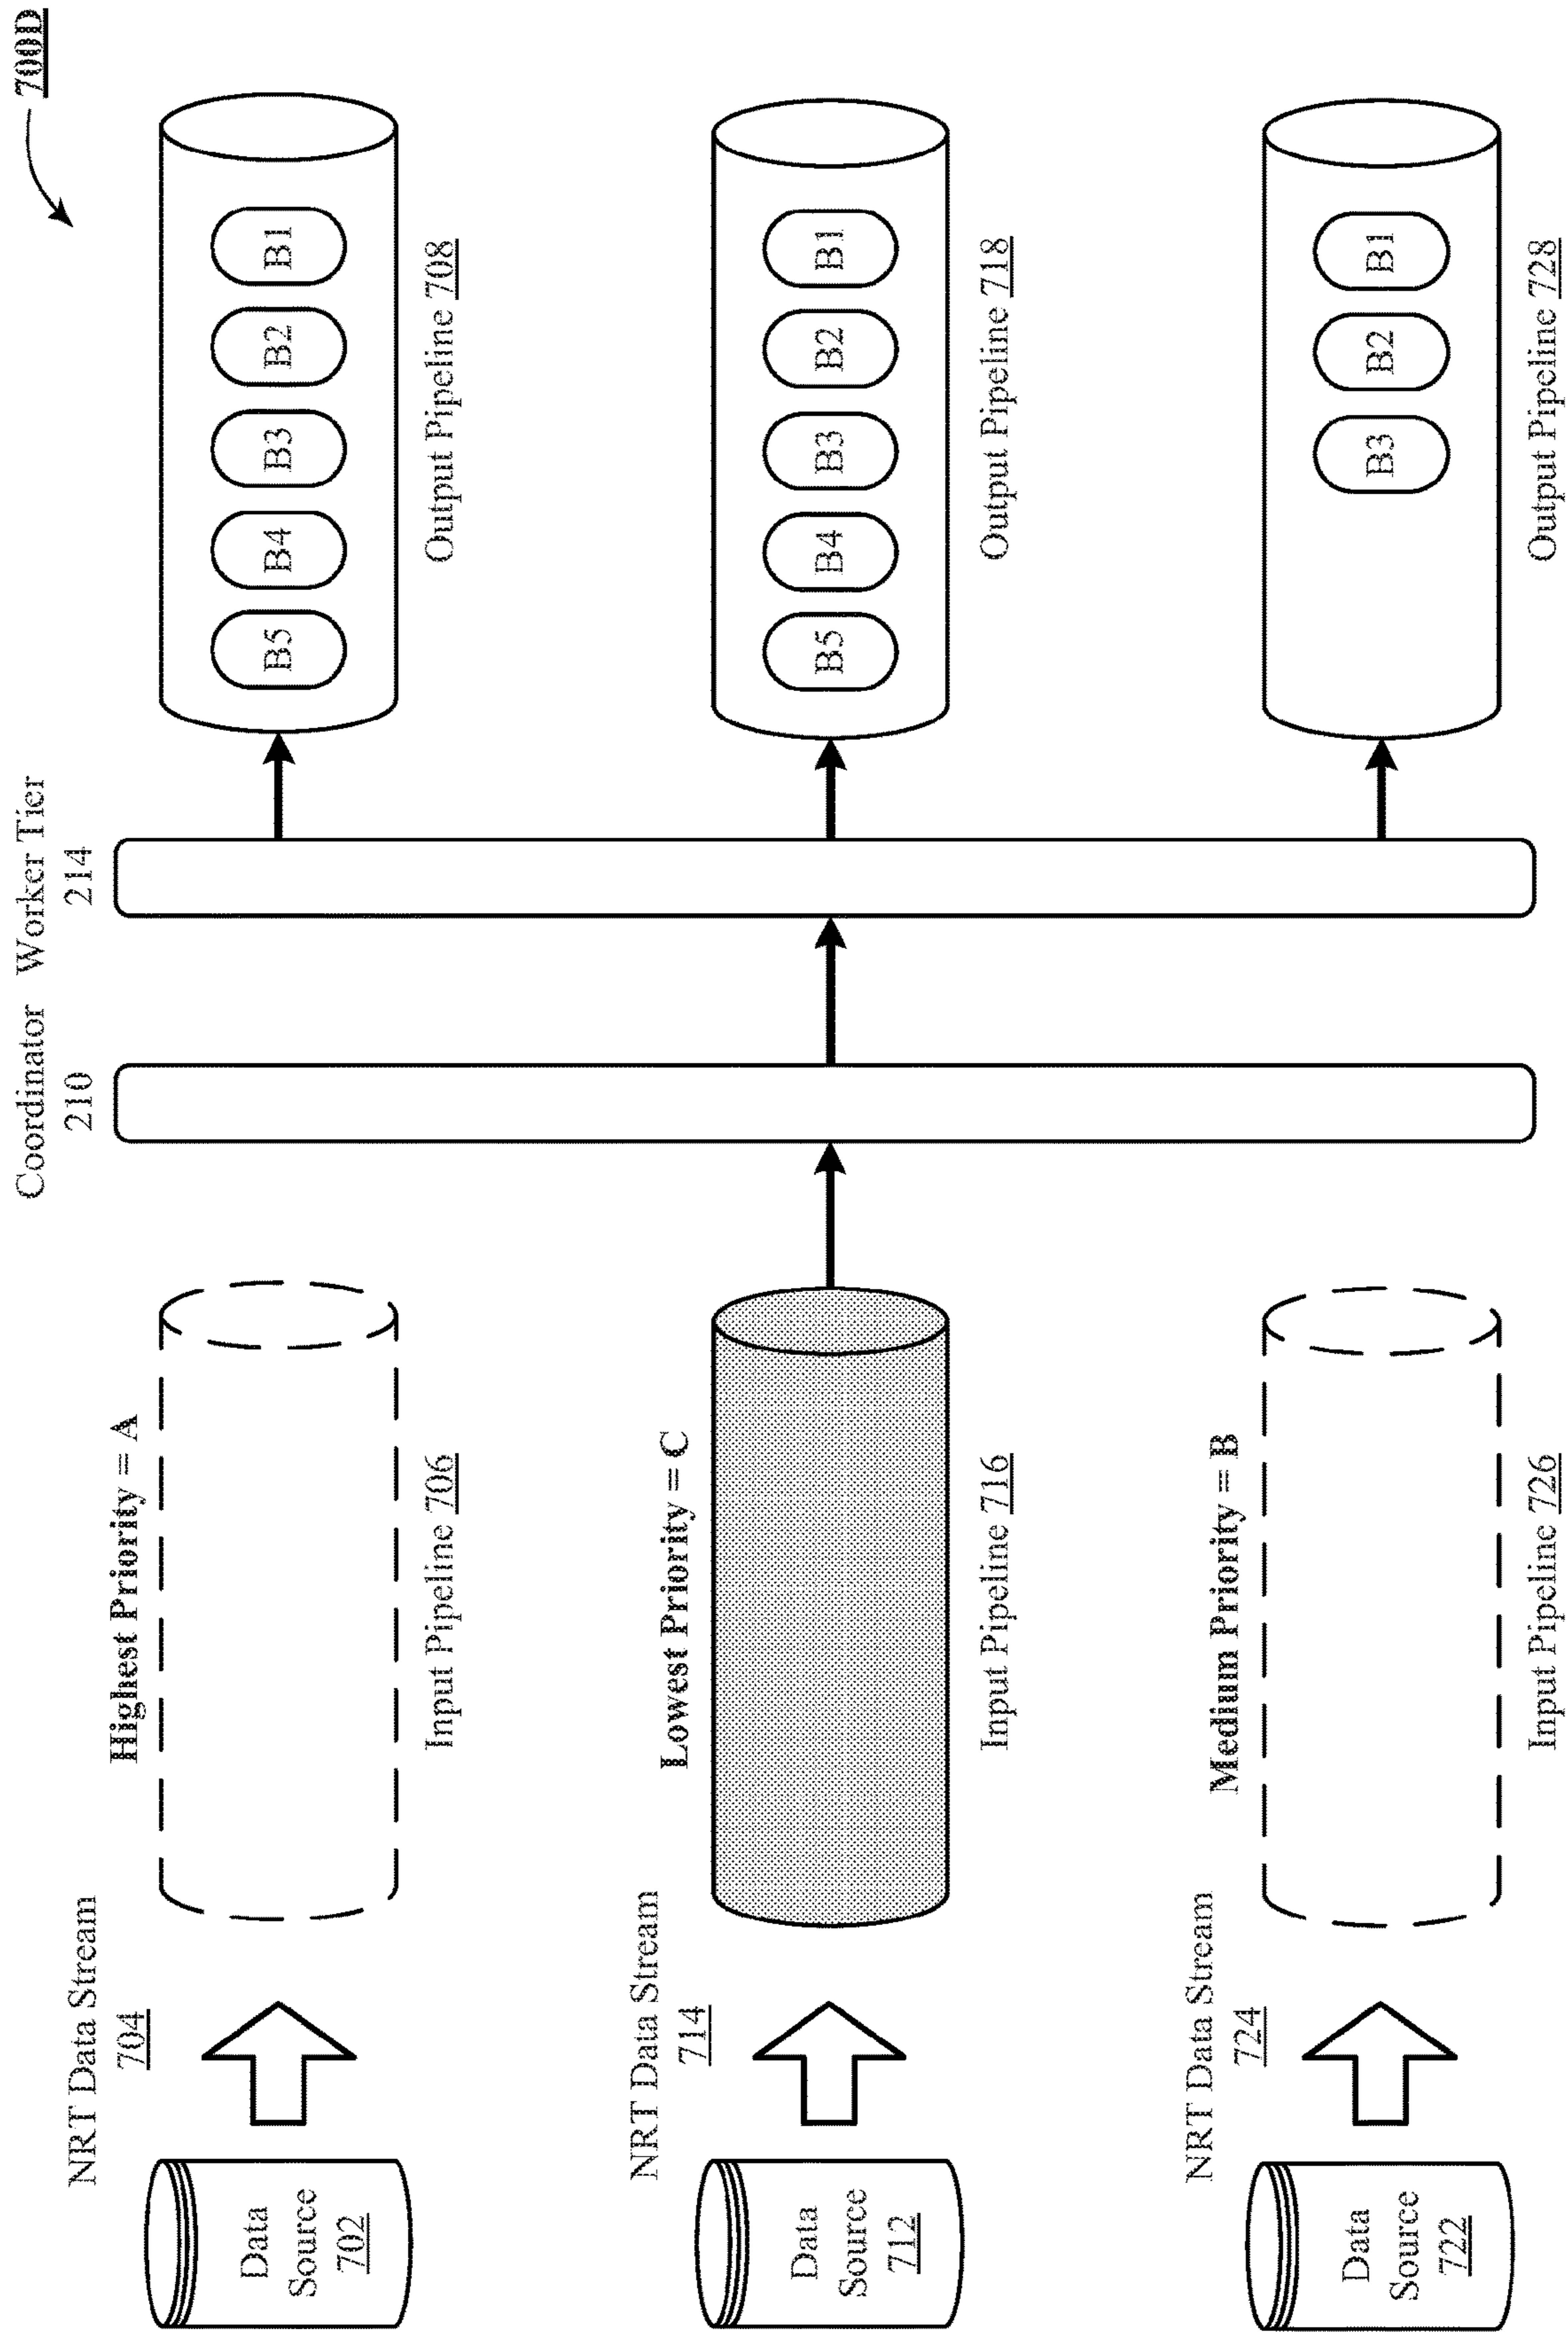 700D
Coordinator
210
Worker Tier
214
NRT Data Stream
704
Highest Priority = A
Data
Source
702
B5
B4
B3
B2
B1
Input Pipeline 706
Output Pipeline 708
NRT Data Stream
714
Lowest Priority = C
Data
Source
712
B5
B4
B3
B2
B1
Input Pipeline 716
Output Pipeline 718
NRT Data Stream
724
Medium Priority = B
Data
Source
722
B3
B2
B1
Input Pipeline 726
Output Pipeline 728